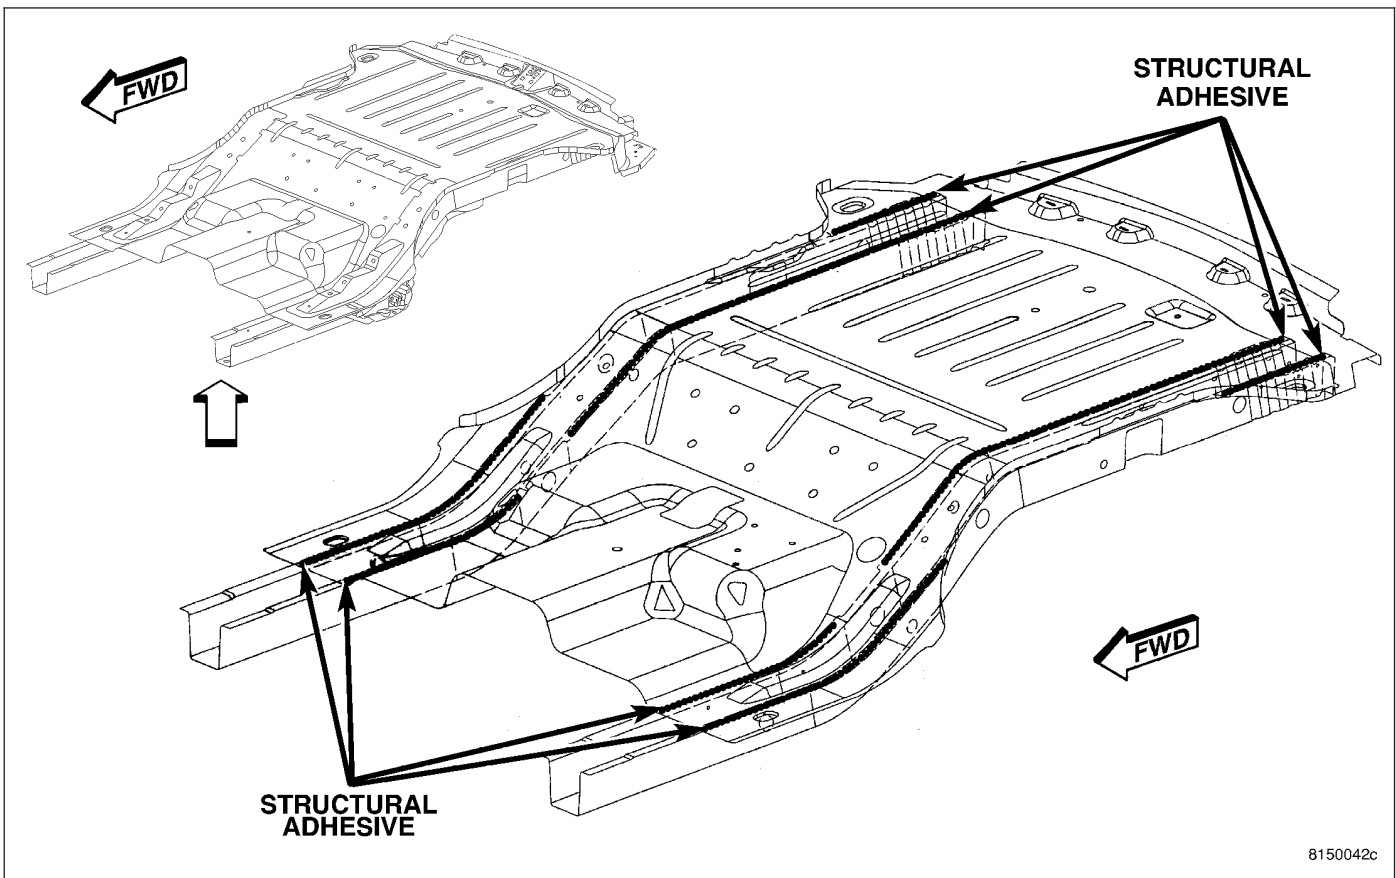 FWD
STRUCTURAL
ADHESIVE
FWD
STRUCTURAL
ADHESIVE
8150042c